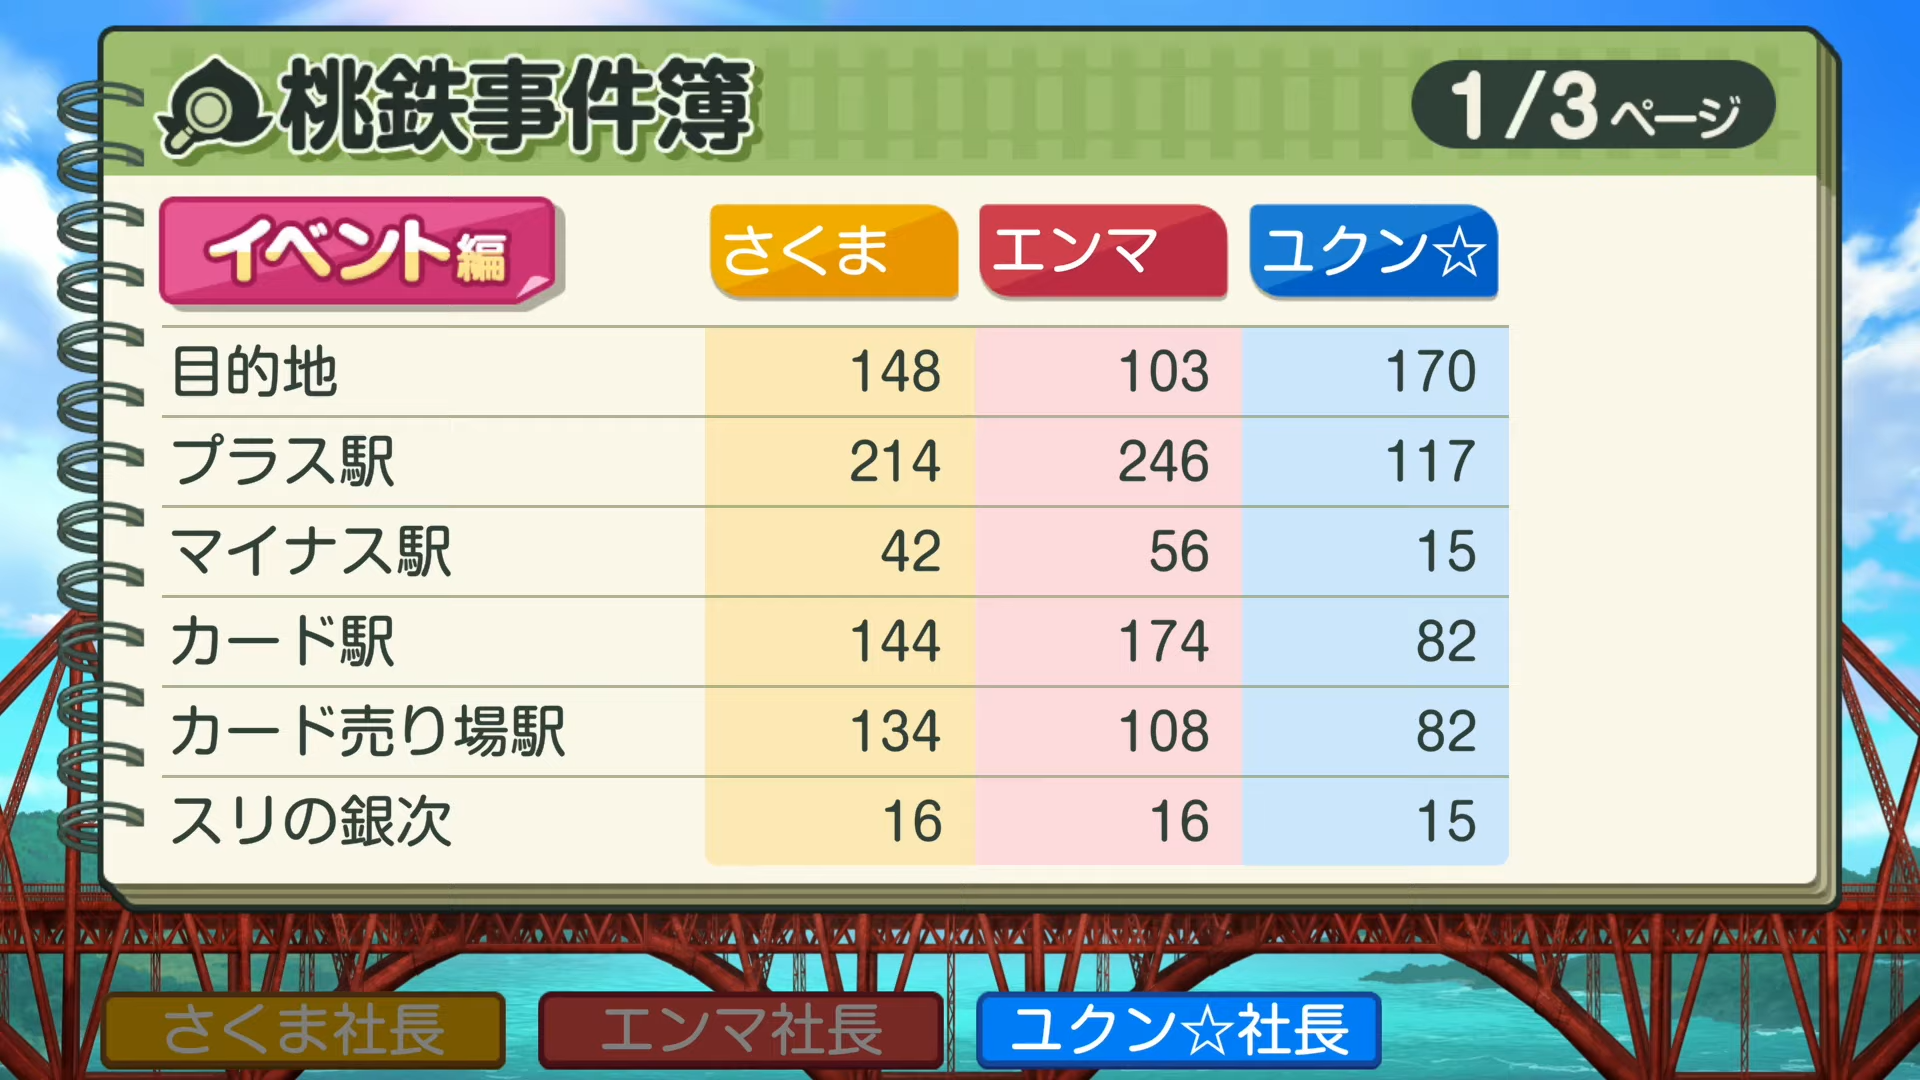 桃鉄事件簿 1/3ページ
イベント編 さくま エンマ ユクン☆
目的地 148 103 170
プラス駅 214 246 117
マイナス駅 42 56 15
カード駅 144 174 82
カード売り場駅 134 108 82
スリの銀次 16 16 15
さくま社長 エンマ社長 ユクン☆社長